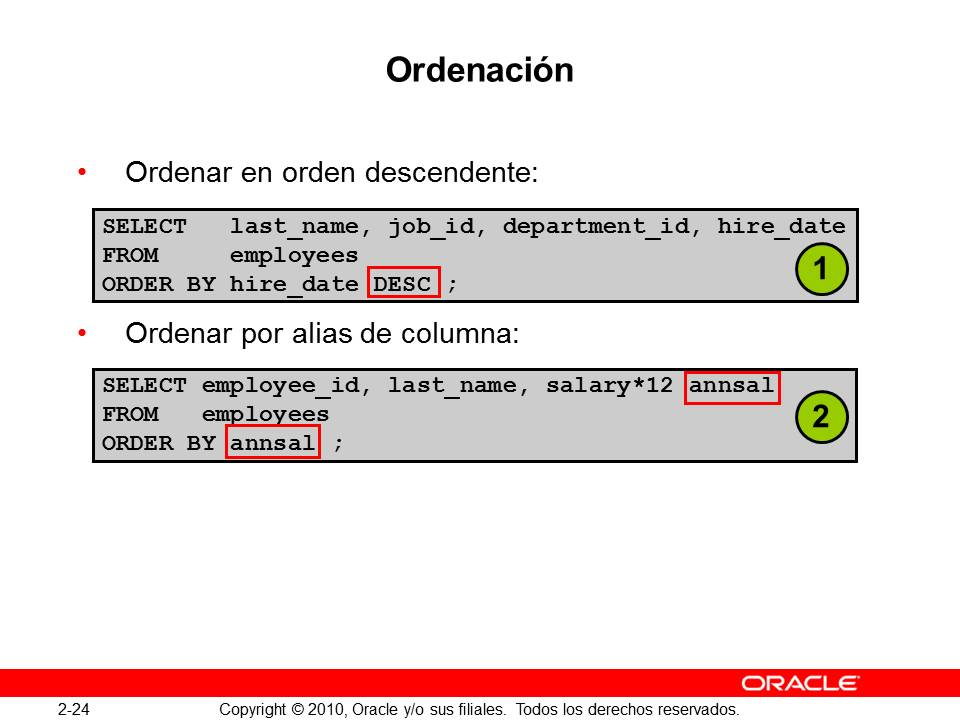 Ordenación
• Ordenar en orden descendente:
SELECT   last_name, job_id, department_id, hire_date
FROM     employees
ORDER BY hire_date DESC ;
1
• Ordenar por alias de columna:
SELECT employee_id, last_name, salary*12 annsal
FROM   employees
ORDER BY annsal ;
2
ORACLE
2-24
Copyright © 2010, Oracle y/o sus filiales. Todos los derechos reservados.